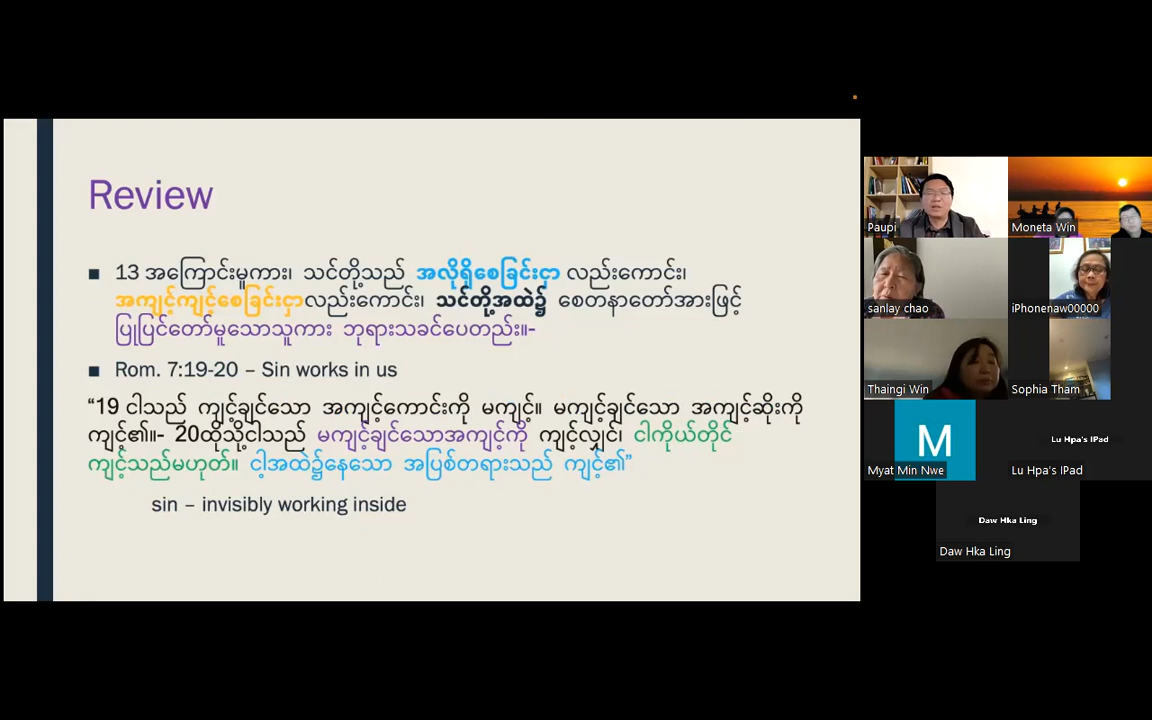 Review
■ 13 အကြောင်းမူကား၊ သင်တို့သည် အလိုရှိစေခြင်းငှာ လည်းကောင်း၊
အကျင့်ကျင့်စေခြင်းငှာလည်းကောင်း၊ သင်တို့အထဲ၌ စေတနာတော်အားဖြင့်
ပြုပြင်တော်မူသောသူကား ဘုရားသခင်ပေတည်း။-
■ Rom. 7:19-20 – Sin works in us
“19 ငါသည် ကျင့်ချင်သော အကျင့်ကောင်းကို မကျင့်။ မကျင့်ချင်သော အကျင့်ဆိုးကို
ကျင့်၏။- 20ထိုသို့ငါသည် မကျင့်ချင်သောအကျင့်ကို ကျင့်လျှင်၊ ငါကိုယ်တိုင်
ကျင့်သည်မဟုတ်။ ငါ့အထဲ၌နေသော အပြစ်တရားသည် ကျင့်၏”
sin – invisibly working inside
Paupi
Moneta Win
sanlay chao
iPhonenaw00000
Thaingi Win
Sophia Tham
M
Myat Min Nwe
Lu Hpa's IPad
Lu Hpa's IPad
Daw Hka Ling
Daw Hka Ling